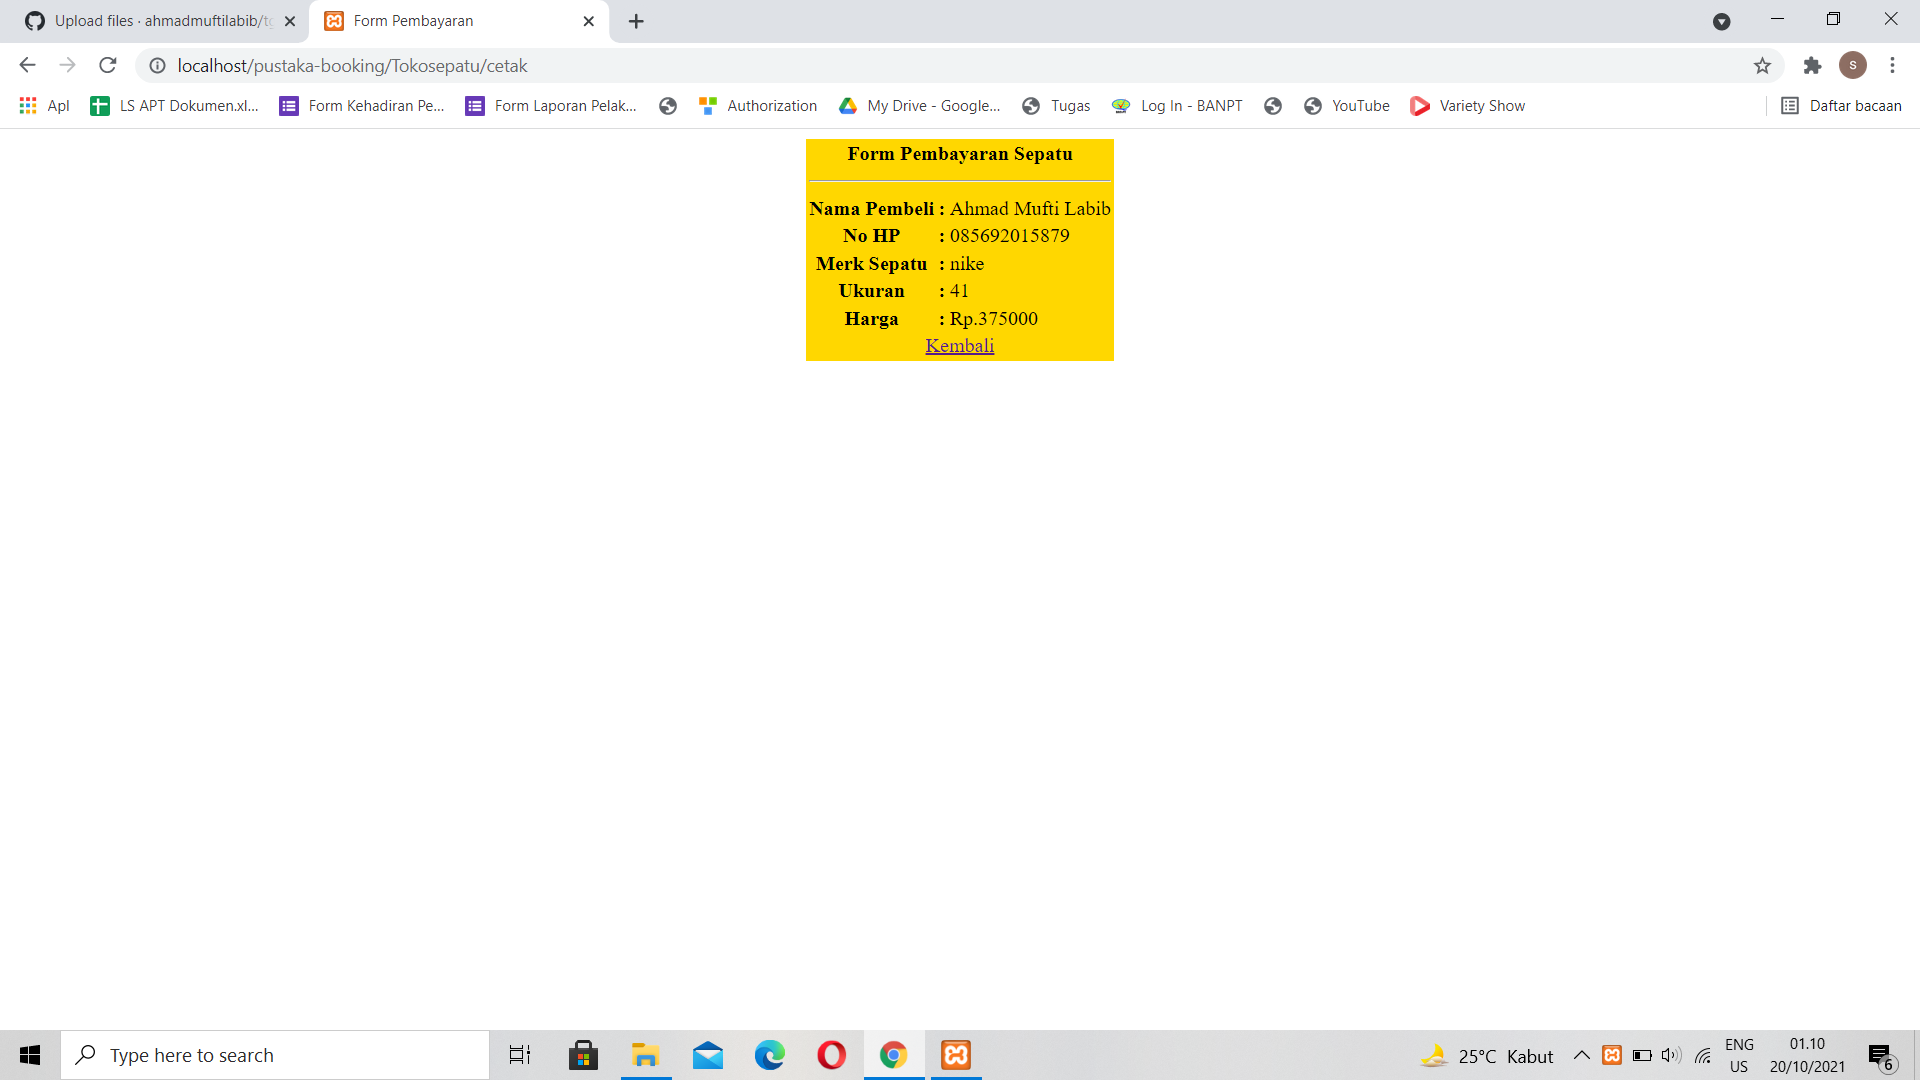 Upload files · ahmadmuftilabib/to
Form Pembayaran
localhost/pustaka-booking/Tokosepatu/cetak
S
Apl
LS APT Dokumen.xl...
Form Kehadiran Pe...
Form Laporan Pelak...
Authorization
My Drive - Google...
Tugas
Log In - BANPT
YouTube
Variety Show
Daftar bacaan
Form Pembayaran Sepatu
Nama Pembeli : Ahmad Mufti Labib
No HP : 085692015879
Merk Sepatu : nike
Ukuran : 41
Harga : Rp.375000
Kembali
Type here to search
25°C Kabut
ENG
US
01.10
20/10/2021
6